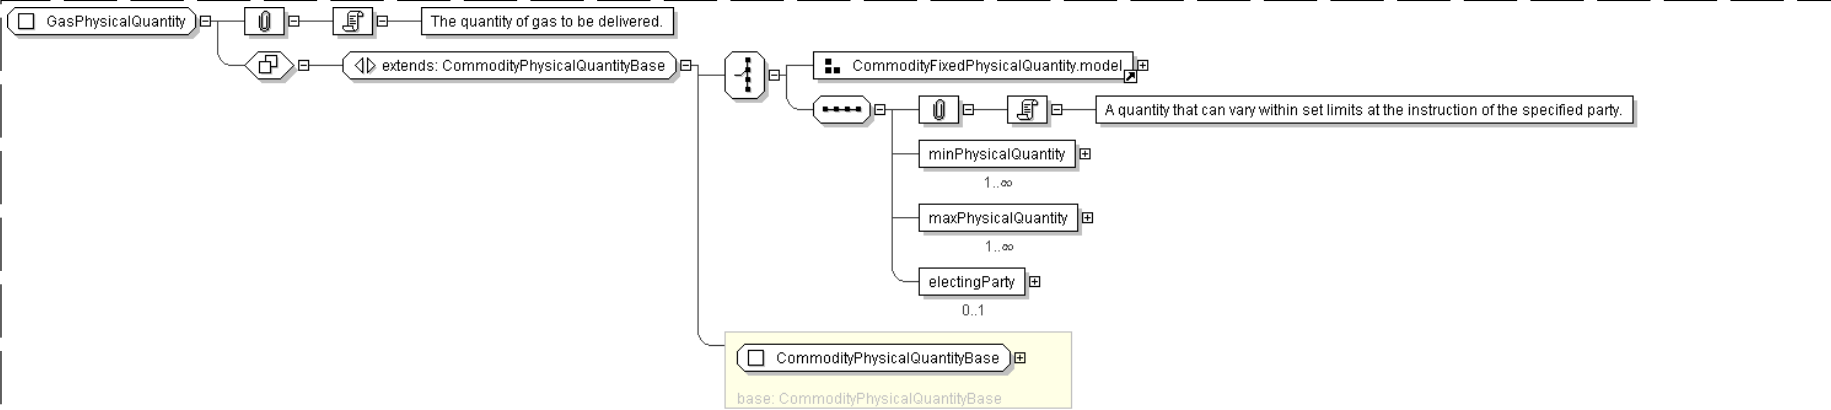 GasPhysicalQuantity
The quantity of gas to be delivered.
extends: CommodityPhysicalQuantityBase
CommodityFixedPhysicalQuantity.model
A quantity that can vary within set limits at the instruction of the specified party.
minPhysicalQuantity
1..∞
maxPhysicalQuantity
1..∞
electingParty
0..1
CommodityPhysicalQuantityBase
base: CommodityPhysicalQuantityBase